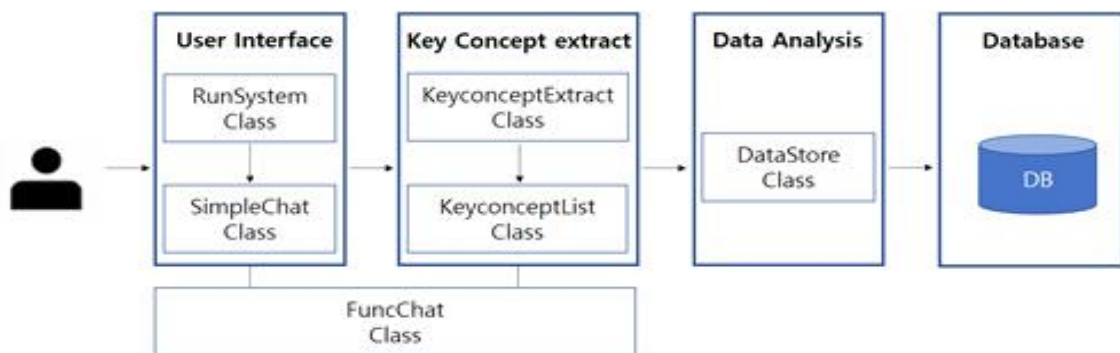 User Interface
RunSystem
Class
SimpleChat
Class
Key Concept extract
KeyconceptExtract
Class
KeyconceptList
Class
Data Analysis
DataStore
Class
Database
DB
FuncChat
Class